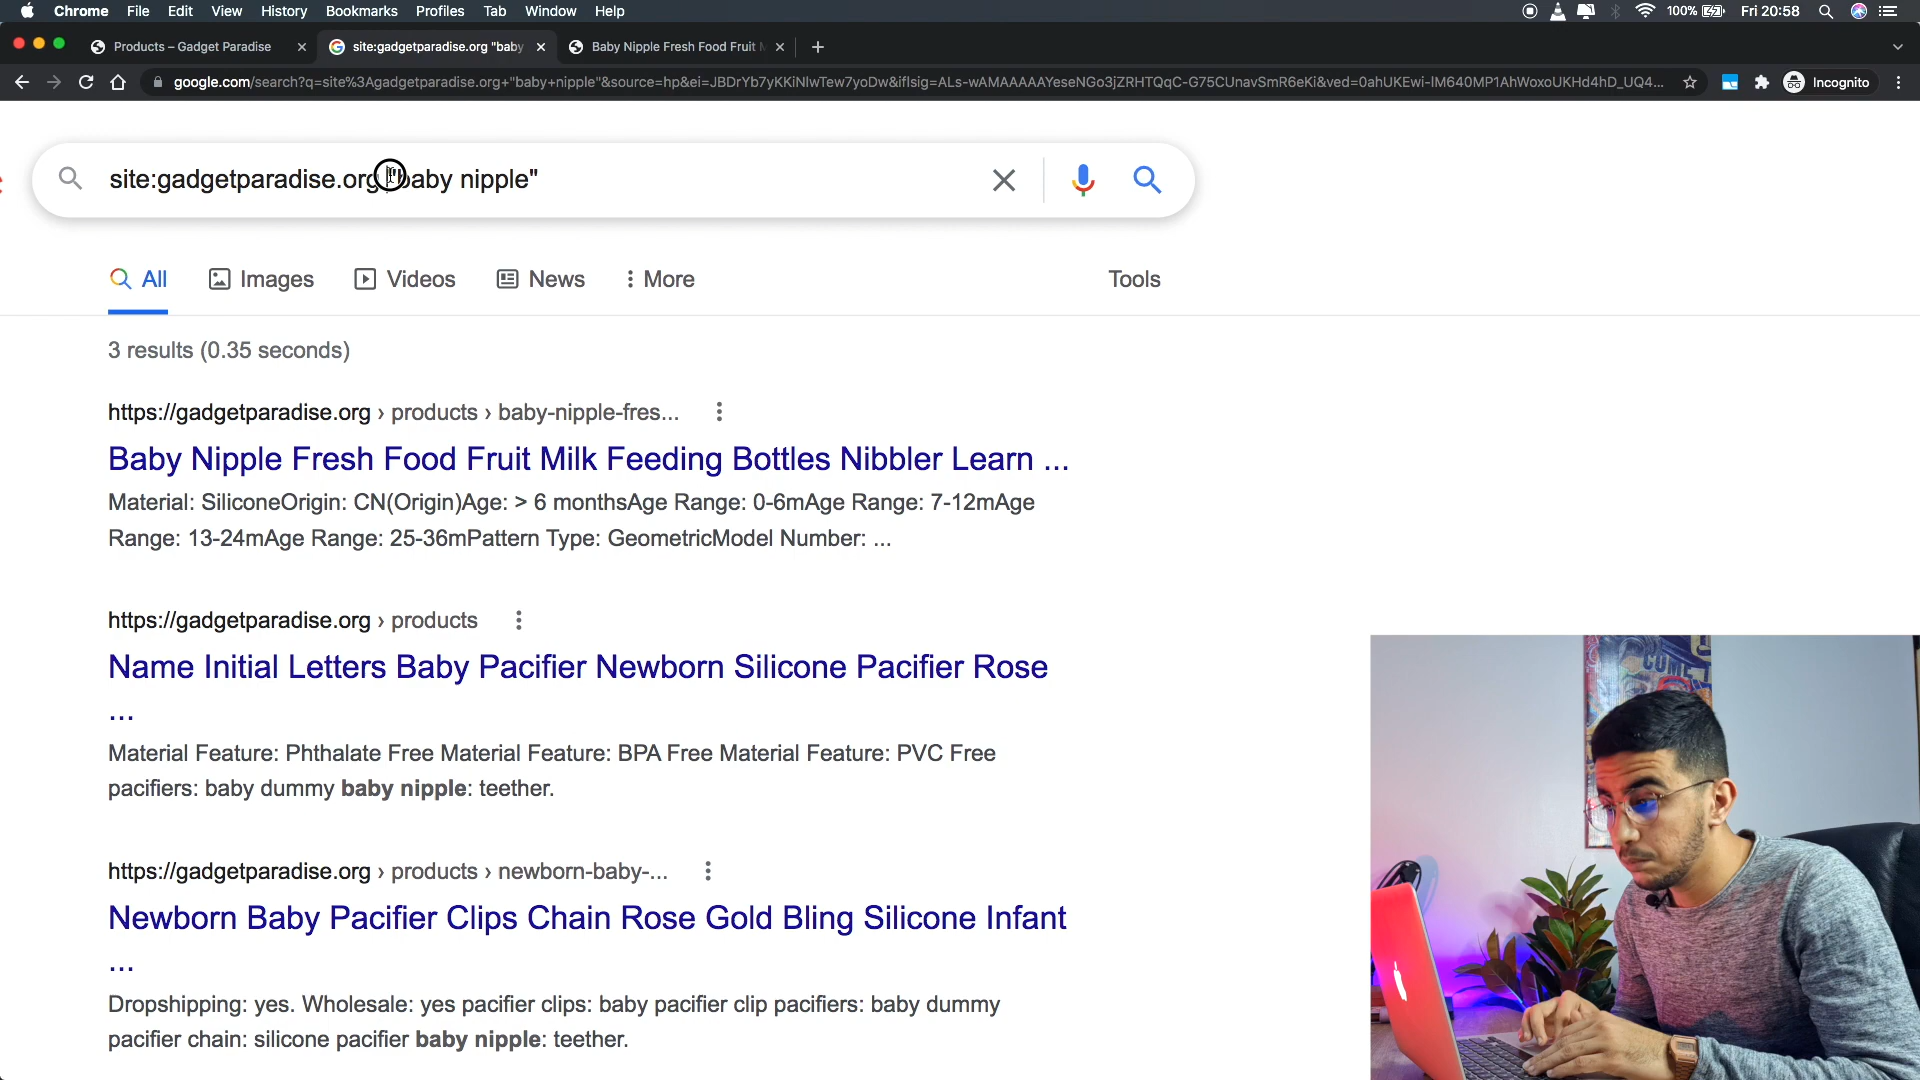 Chrome File Edit View History Bookmarks Profiles Tab Window Help 100% Fri 20:58
Products – Gadget Paradise site:gadgetparadise.org "baby Baby Nipple Fresh Food Fruit
google.com/search?q=site%3Agadgetparadise.org+"baby+nipple"&source=hp&ei=JBDrYb7yKKiNlwTew7yoDw&iflsig=ALs-wAMAAAAAYeseNGo3jZRHTQqC-G75CUnavSmR6eKi&ved=0ahUKEwi-IM640MP1AhWoxoUKHd4hD_UQ4... Incognito
site:gadgetparadise.org "baby nipple"
All Images Videos News More Tools
3 results (0.35 seconds)
https://gadgetparadise.org › products › baby-nipple-fres...
Baby Nipple Fresh Food Fruit Milk Feeding Bottles Nibbler Learn ...
Material: SiliconeOrigin: CN(Origin)Age: > 6 monthsAge Range: 0-6mAge Range: 7-12mAge
Range: 13-24mAge Range: 25-36mPattern Type: GeometricModel Number: ...
https://gadgetparadise.org › products
Name Initial Letters Baby Pacifier Newborn Silicone Pacifier Rose
...
Material Feature: Phthalate Free Material Feature: BPA Free Material Feature: PVC Free
pacifiers: baby dummy baby nipple: teether.
https://gadgetparadise.org › products › newborn-baby-...
Newborn Baby Pacifier Clips Chain Rose Gold Bling Silicone Infant
...
Dropshipping: yes. Wholesale: yes pacifier clips: baby pacifier clip pacifiers: baby dummy
pacifier chain: silicone pacifier baby nipple: teether.